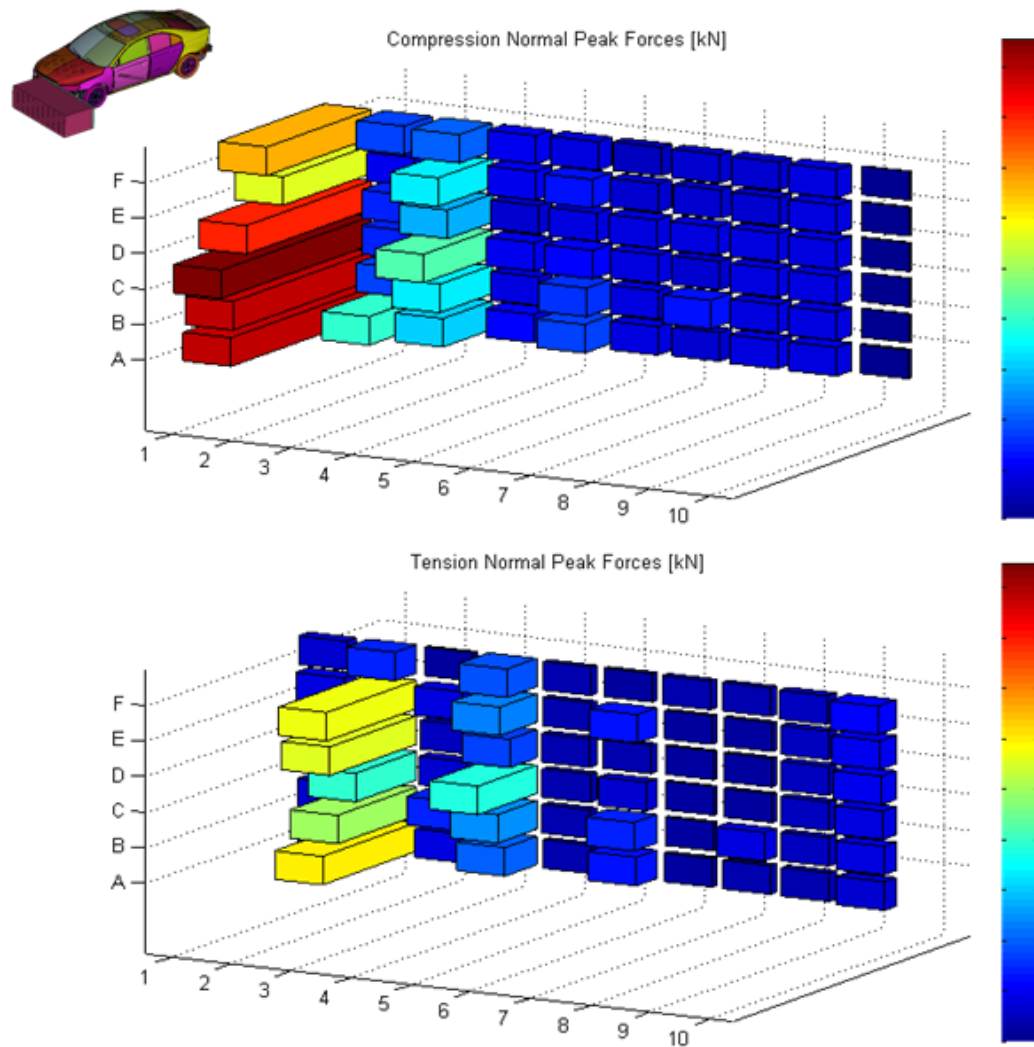 Compression Normal Peak Forces [kN]
F
E
D
C
B
A
1
2
3
4
5
6
7
8
9
10
Tension Normal Peak Forces [kN]
F
E
D
C
B
A
1
2
3
4
5
6
7
8
9
10